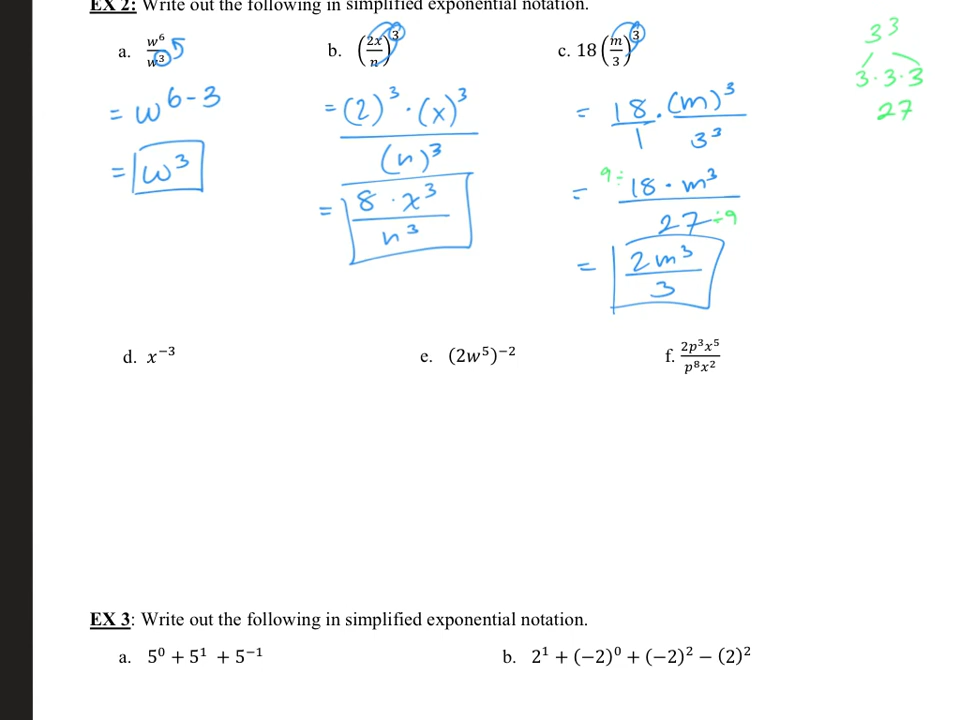 EX 2: Write out the following in simplified exponential notation.
a. w⁶/w³ b. (2x/n)³ c. 18 (m/3)³ 3³
= w⁶⁻³ = (2)³ · (x)³ / (n)³ = 18/1 · (m)³/3³ 3·3·3
27
= w³ = 8 · x³ / n³ = 9÷ 18 · m³ / 27 ÷9
= 2m³/3
d. x⁻³ e. (2w⁵)⁻² f. 2p³x⁵/p⁸x²
EX 3: Write out the following in simplified exponential notation.
a. 5⁰ + 5¹ + 5⁻¹ b. 2¹ + (−2)⁰ + (−2)² − (2)²